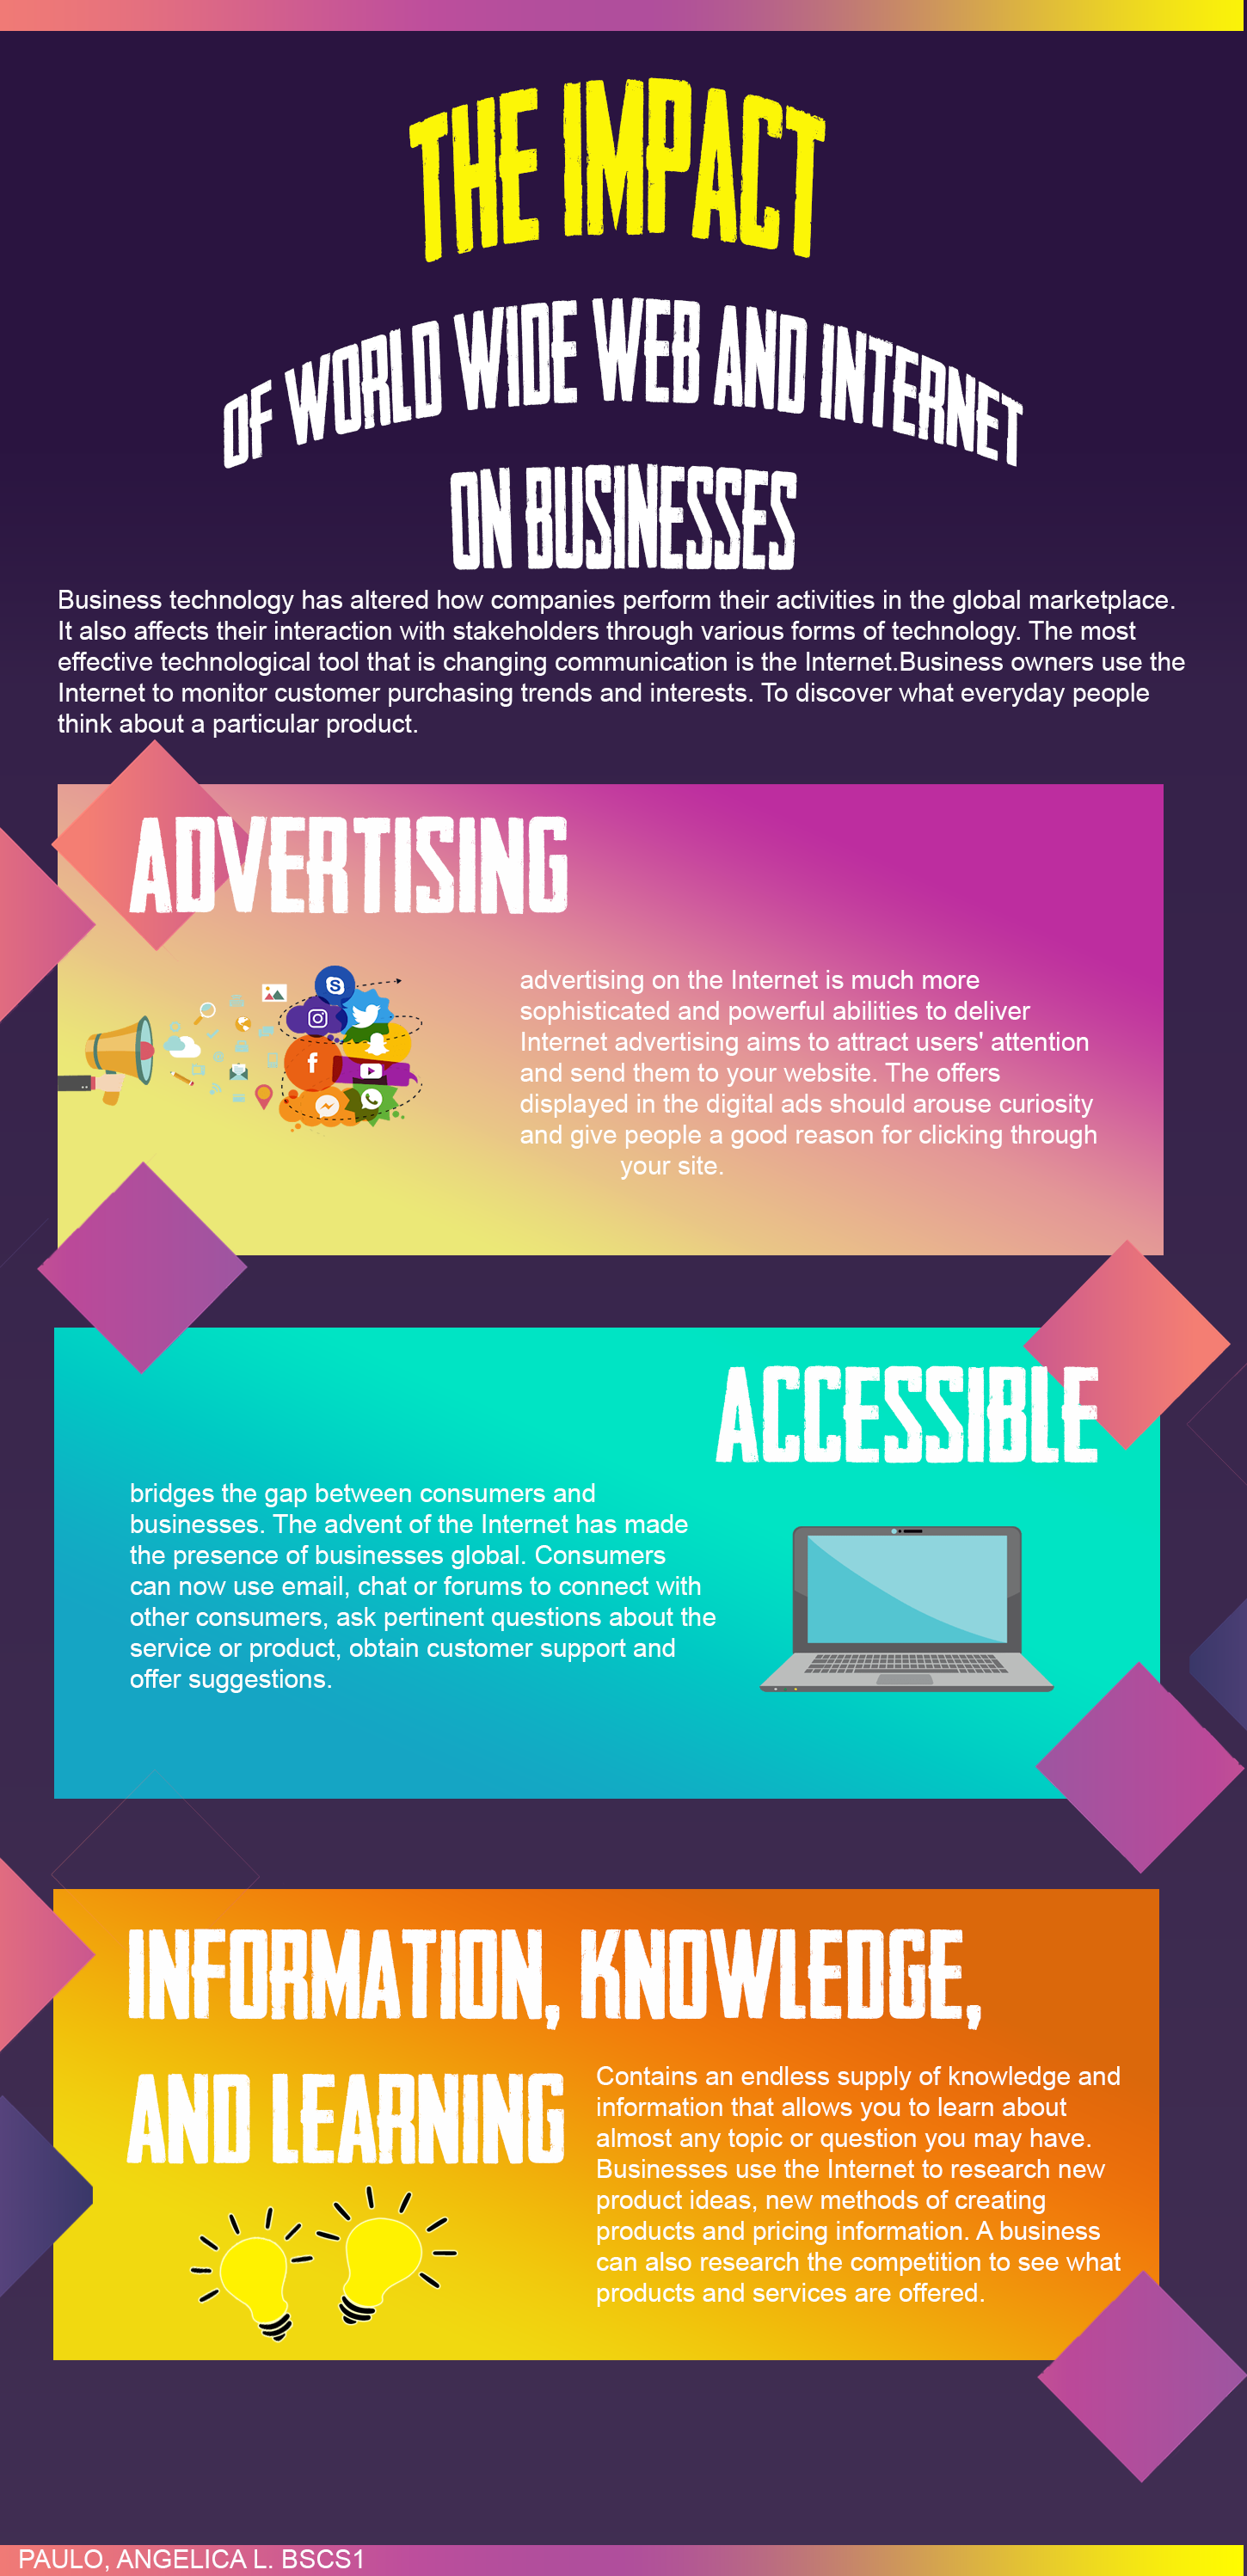 THE IMPACT
OF WORLD WIDE WEB AND INTERNET
ON BUSINESSES
Business technology has altered how companies perform their activities in the global marketplace.
It also affects their interaction with stakeholders through various forms of technology. The most
effective technological tool that is changing communication is the Internet.Business owners use the
Internet to monitor customer purchasing trends and interests. To discover what everyday people
think about a particular product.
ADVERTISING
advertising on the Internet is much more
sophisticated and powerful abilities to deliver
Internet advertising aims to attract users' attention
and send them to your website. The offers
displayed in the digital ads should arouse curiosity
and give people a good reason for clicking through
your site.
ACCESSIBLE
bridges the gap between consumers and
businesses. The advent of the Internet has made
the presence of businesses global. Consumers
can now use email, chat or forums to connect with
other consumers, ask pertinent questions about the
service or product, obtain customer support and
offer suggestions.
INFORMATION, KNOWLEDGE,
AND LEARNING
Contains an endless supply of knowledge and
information that allows you to learn about
almost any topic or question you may have.
Businesses use the Internet to research new
product ideas, new methods of creating
products and pricing information. A business
can also research the competition to see what
products and services are offered.
PAULO, ANGELICA L. BSCS1